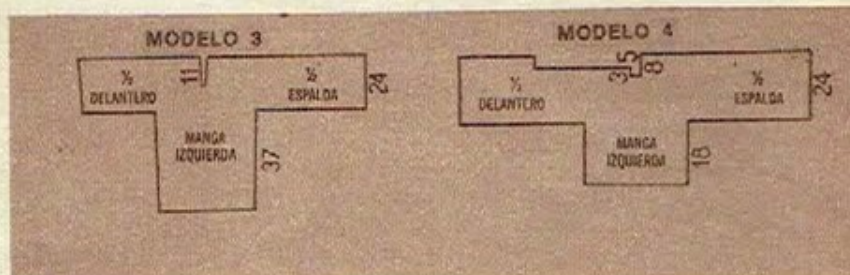 MODELO 3
11
½
DELANTERO
½
ESPALDA
24
MANGA
IZQUIERDA
37
MODELO 4
5
3
8
½
DELANTERO
½
ESPALDA
24
MANGA
IZQUIERDA
18